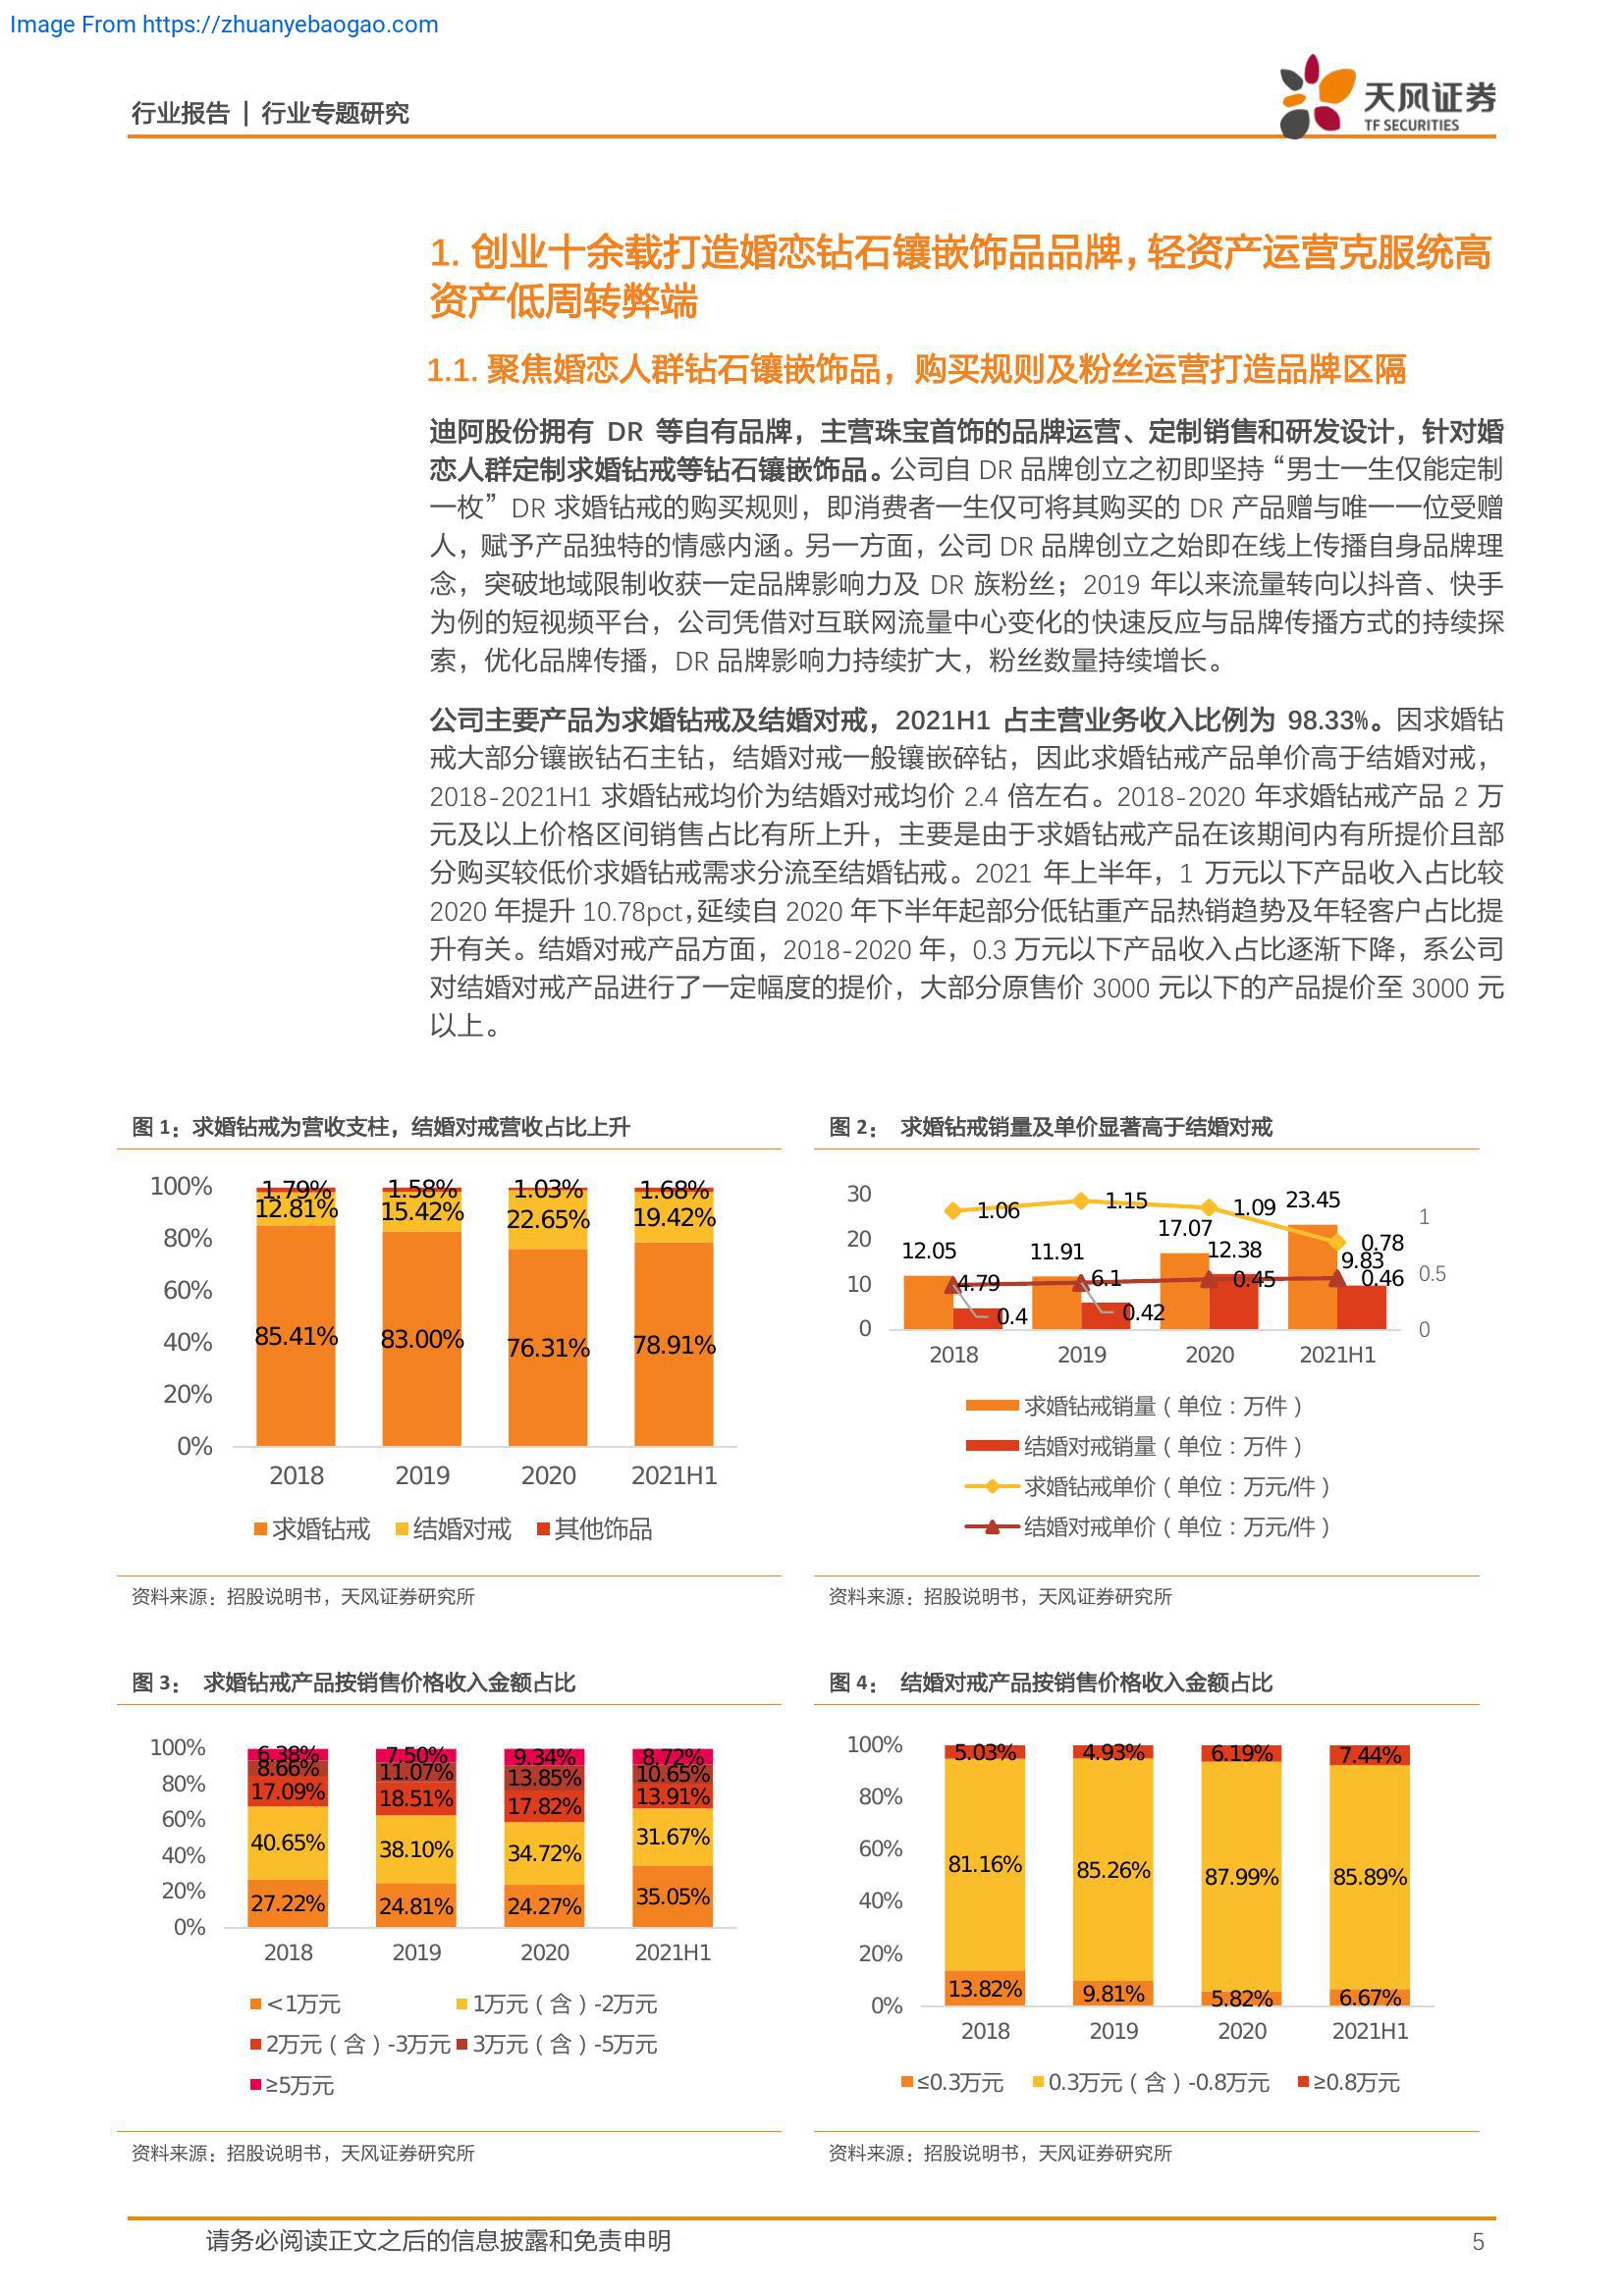 Image From https://zhuanyebaogao.com
行业报告 | 行业专题研究
天风证券
TF SECURITIES
1. 创业十余载打造婚恋钻石镶嵌饰品品牌，轻资产运营克服统高
资产低周转弊端
1.1. 聚焦婚恋人群钻石镶嵌饰品，购买规则及粉丝运营打造品牌区隔
迪阿股份拥有 DR 等自有品牌，主营珠宝首饰的品牌运营、定制销售和研发设计，针对婚
恋人群定制求婚钻戒等钻石镶嵌饰品。公司自 DR 品牌创立之初即坚持“男士一生仅能定制
一枚”DR 求婚钻戒的购买规则，即消费者一生仅可将其购买的 DR 产品赠与唯一一位受赠
人，赋予产品独特的情感内涵。另一方面，公司 DR 品牌创立之始即在线上传播自身品牌理
念，突破地域限制收获一定品牌影响力及 DR 族粉丝；2019 年以来流量转向以抖音、快手
为例的短视频平台，公司凭借对互联网流量中心变化的快速反应与品牌传播方式的持续探
索，优化品牌传播，DR 品牌影响力持续扩大，粉丝数量持续增长。
公司主要产品为求婚钻戒及结婚对戒，2021H1 占主营业务收入比例为 98.33%。因求婚钻
戒大部分镶嵌钻石主钻，结婚对戒一般镶嵌碎钻，因此求婚钻戒产品单价高于结婚对戒，
2018-2021H1 求婚钻戒均价为结婚对戒均价 2.4 倍左右。2018-2020 年求婚钻戒产品 2 万
元及以上价格区间销售占比有所上升，主要是由于求婚钻戒产品在该期间内有所提价且部
分购买较低价求婚钻戒需求分流至结婚钻戒。2021 年上半年，1 万元以下产品收入占比较
2020 年提升 10.78pct，延续自 2020 年下半年起部分低钻重产品热销趋势及年轻客户占比提
升有关。结婚对戒产品方面，2018-2020 年，0.3 万元以下产品收入占比逐渐下降，系公司
对结婚对戒产品进行了一定幅度的提价，大部分原售价 3000 元以下的产品提价至 3000 元
以上。
图 1：求婚钻戒为营收支柱，结婚对戒营收占比上升
100%
80%
60%
40%
20%
0%
1.79% 1.58% 1.03% 1.68%
12.81% 15.42% 22.65% 19.42%
85.41% 83.00% 76.31% 78.91%
2018 2019 2020 2021H1
求婚钻戒 结婚对戒 其他饰品
资料来源：招股说明书，天风证券研究所
图 2： 求婚钻戒销量及单价显著高于结婚对戒
30
20
10
0
1.06 1.15 1.09 0.78
12.05 11.91 17.07 23.45
4.79 6.1 12.38 9.83
0.4 0.42 0.45 0.46
1
0.5
0
2018 2019 2020 2021H1
求婚钻戒销量（单位：万件）
结婚对戒销量（单位：万件）
求婚钻戒单价（单位：万元/件）
结婚对戒单价（单位：万元/件）
资料来源：招股说明书，天风证券研究所
图 3： 求婚钻戒产品按销售价格收入金额占比
100%
80%
60%
40%
20%
0%
6.38% 7.50% 9.34% 8.72%
8.66% 11.07% 13.85% 10.65%
17.09% 18.51% 17.82% 13.91%
40.65% 38.10% 34.72% 31.67%
27.22% 24.81% 24.27% 35.05%
2018 2019 2020 2021H1
<1万元 1万元（含）-2万元
2万元（含）-3万元 3万元（含）-5万元
≥5万元
资料来源：招股说明书，天风证券研究所
图 4： 结婚对戒产品按销售价格收入金额占比
100%
80%
60%
40%
20%
0%
5.03% 4.93% 6.19% 7.44%
81.16% 85.26% 87.99% 85.89%
13.82% 9.81% 5.82% 6.67%
2018 2019 2020 2021H1
≤0.3万元 0.3万元（含）-0.8万元 ≥0.8万元
资料来源：招股说明书，天风证券研究所
请务必阅读正文之后的信息披露和免责申明 5